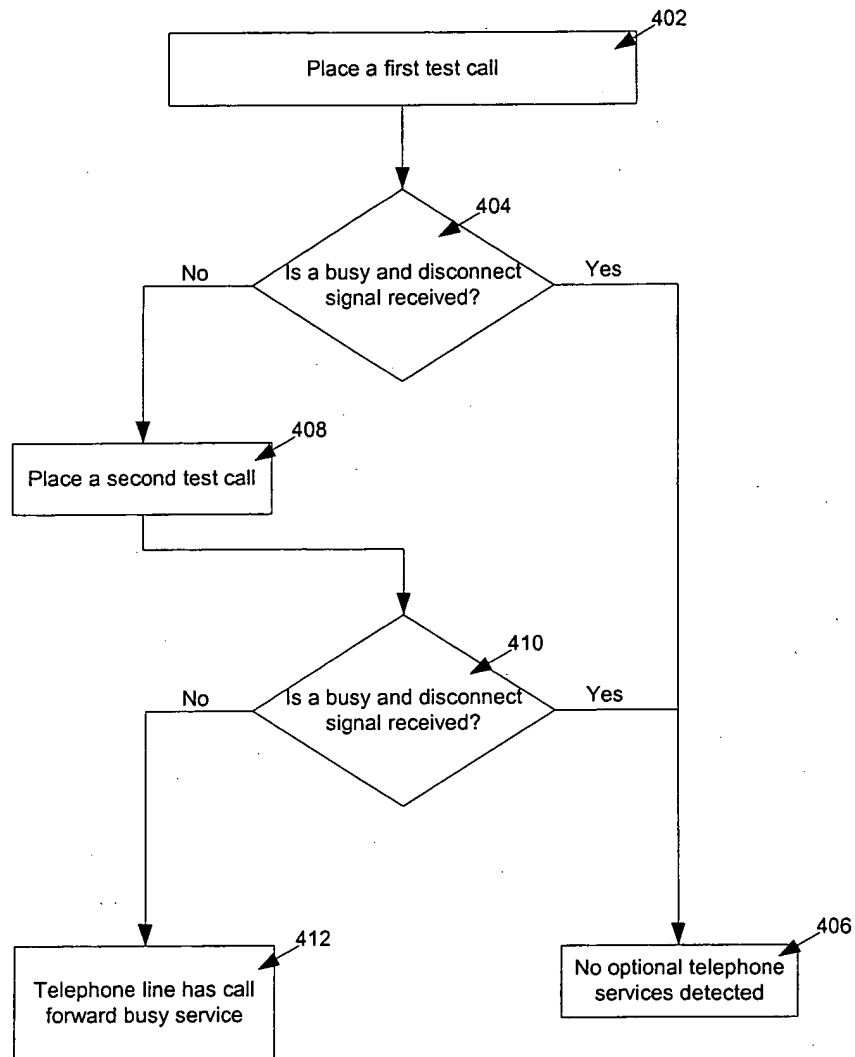 402
Place a first test call
404
Is a busy and disconnect
signal received?
No
Yes
408
Place a second test call
410
Is a busy and disconnect
signal received?
No
Yes
412
Telephone line has call
forward busy service
406
No optional telephone
services detected